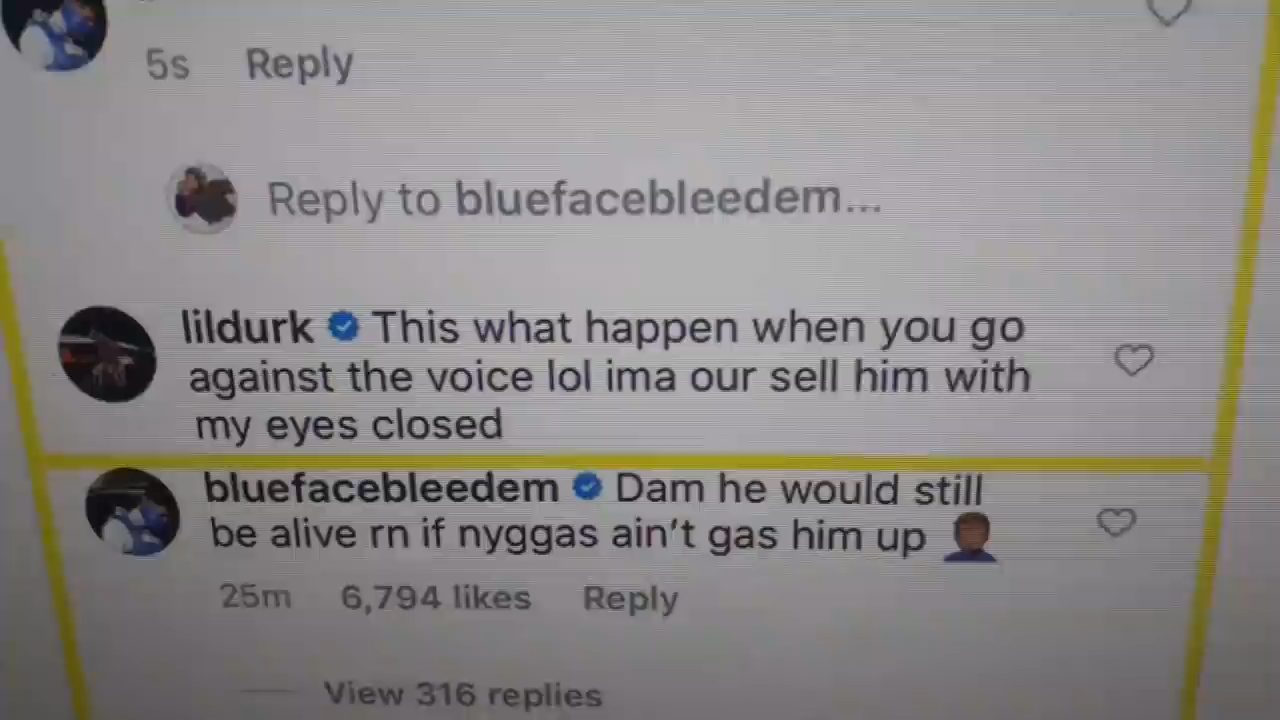 5s Reply
Reply to bluefacebleedem...
lildurk This what happen when you go
against the voice lol ima our sell him with
my eyes closed
bluefacebleedem Dam he would still
be alive rn if nyggas ain't gas him up 🤦🏾‍♂️
25m 6,794 likes Reply
View 316 replies